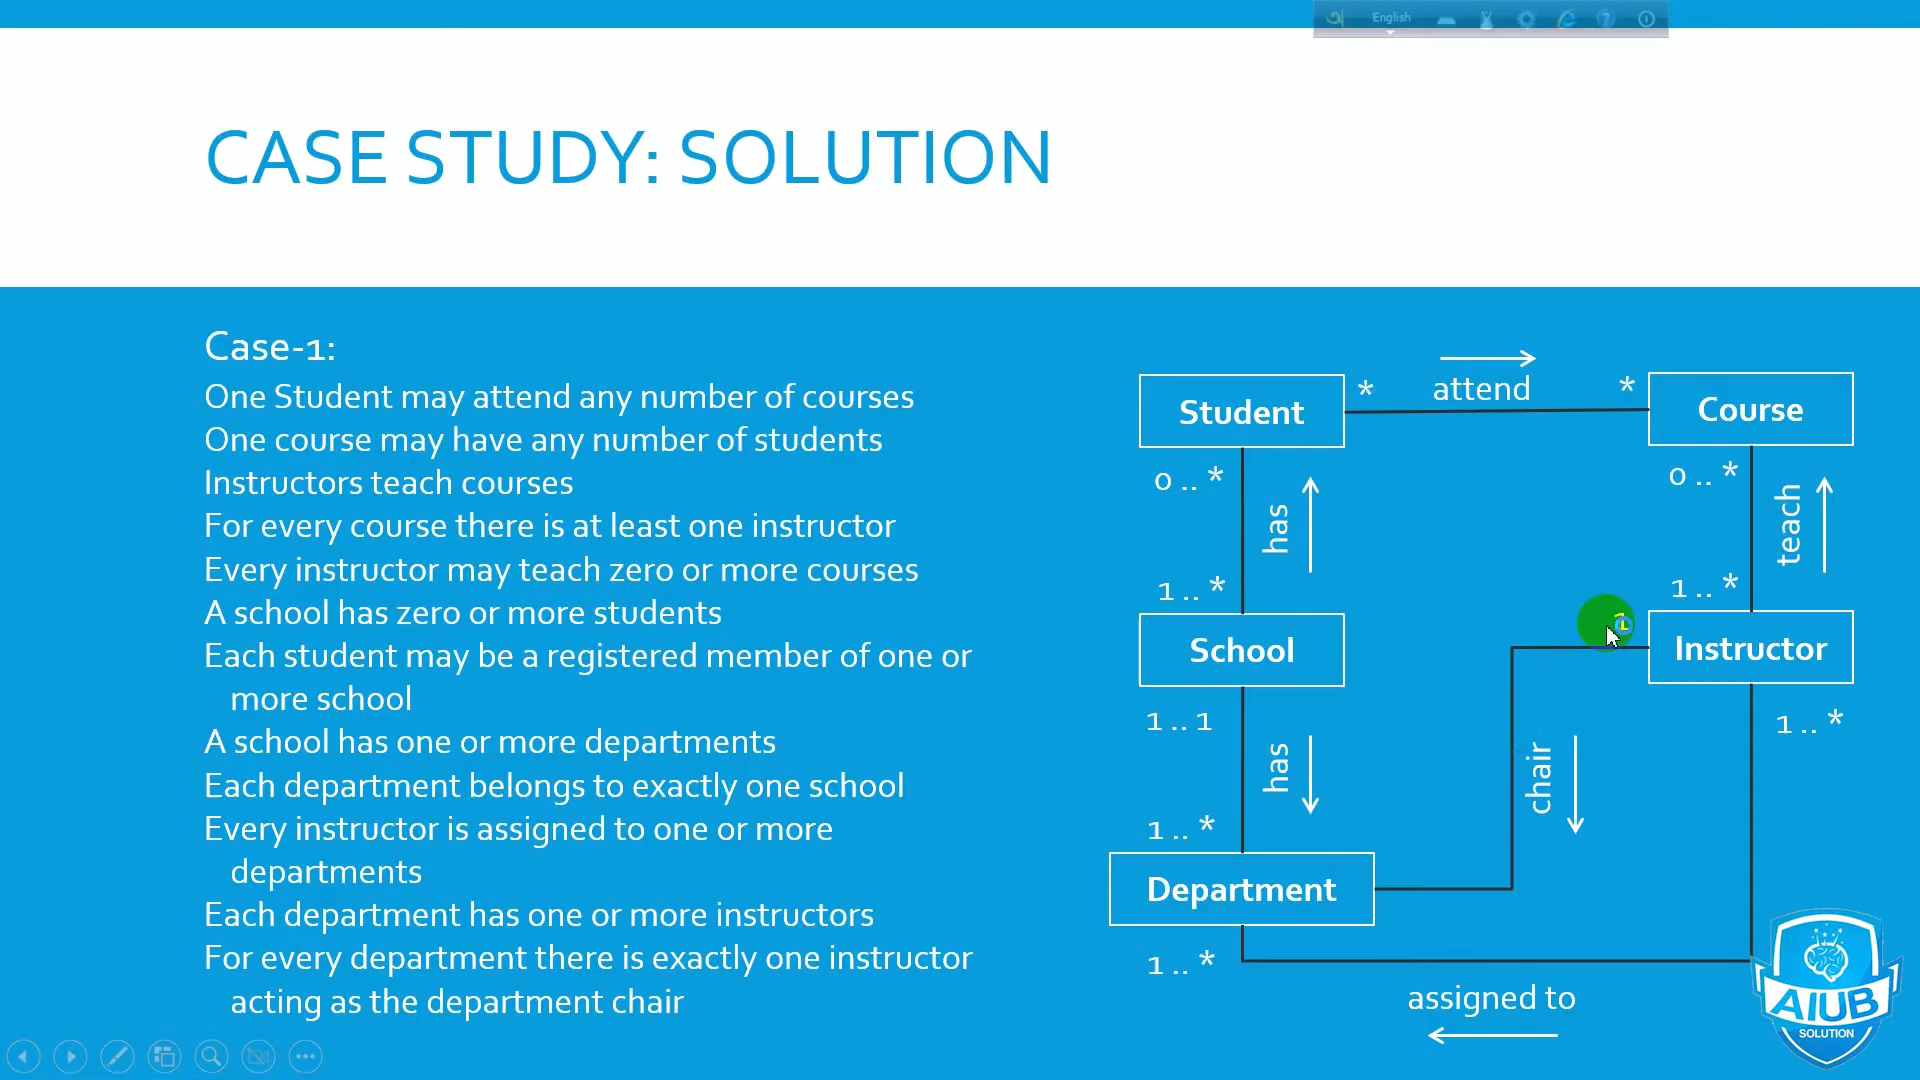 English
CASE STUDY: SOLUTION
Case-1:
One Student may attend any number of courses
One course may have any number of students
Instructors teach courses
For every course there is at least one instructor
Every instructor may teach zero or more courses
A school has zero or more students
Each student may be a registered member of one or
more school
A school has one or more departments
Each department belongs to exactly one school
Every instructor is assigned to one or more
departments
Each department has one or more instructors
For every department there is exactly one instructor
acting as the department chair
Student
*
attend
*
Course
0 .. *
has
0 .. *
teach
1 .. *
1 .. *
1
School
Instructor
1 .. 1
has
chair
1 .. *
1 .. *
Department
1 .. *
assigned to
AIUB
SOLUTION